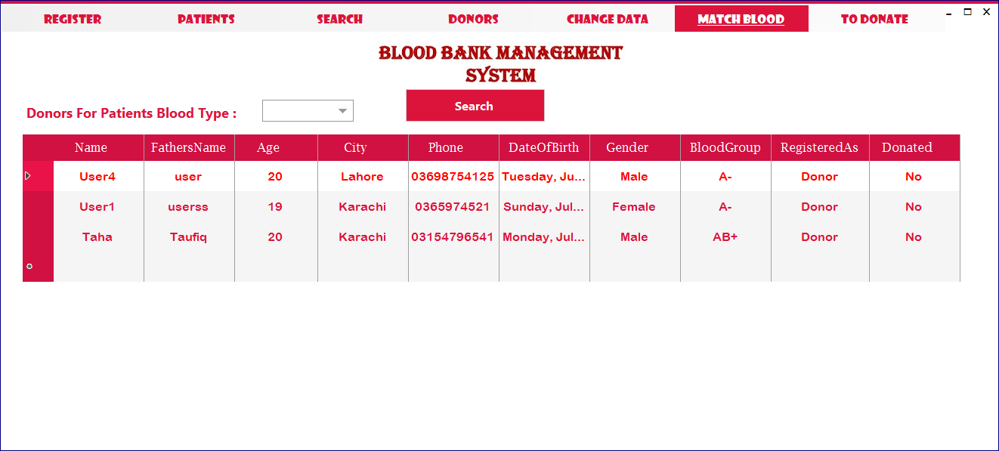 REGISTER PATIENTS SEARCH DONORS CHANGE DATA MATCH BLOOD TO DONATE
BLOOD BANK MANAGEMENT
SYSTEM
Donors For Patients Blood Type : Search
Name FathersName Age City Phone DateOfBirth Gender BloodGroup RegisteredAs Donated
User4 user 20 Lahore 03698754125 Tuesday, Ju... Male A- Donor No
User1 userss 19 Karachi 0365974521 Sunday, Jul... Female A- Donor No
Taha Taufiq 20 Karachi 03154796541 Monday, Jul... Male AB+ Donor No